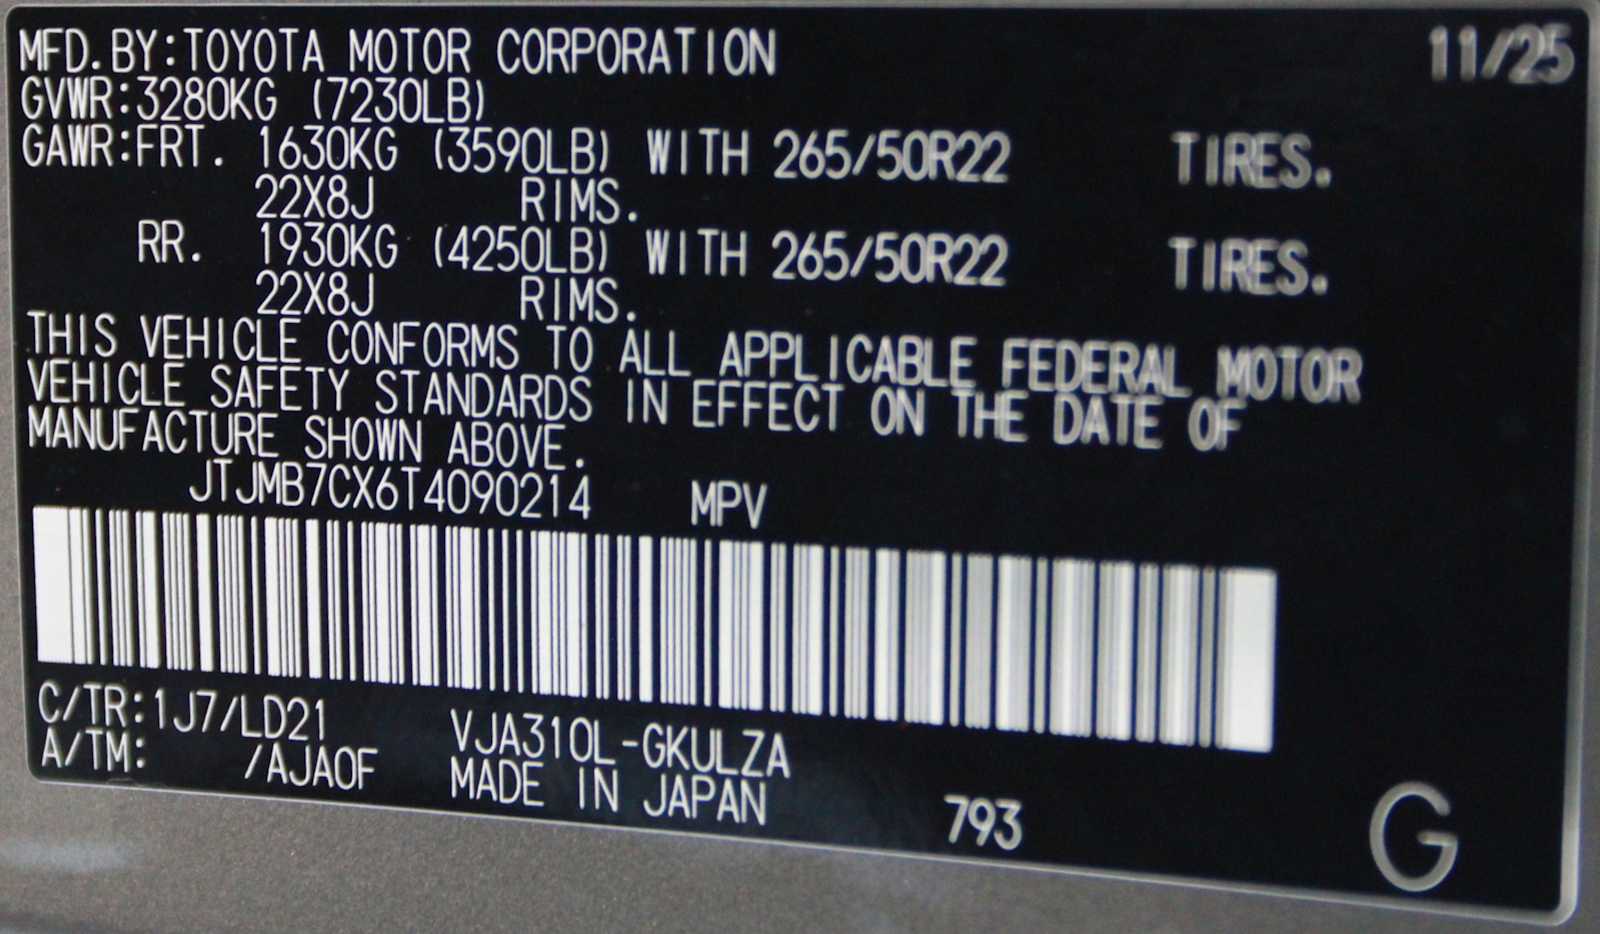 MFD. BY:TOYOTA MOTOR CORPORATION 11/25
GVWR:3280KG (7230LB)
GAWR:FRT. 1630KG (3590LB) WITH 265/50R22 TIRES.
22X8J RIMS.
RR. 1930KG (4250LB) WITH 265/50R22 TIRES.
22X8J RIMS.
THIS VEHICLE CONFORMS TO ALL APPLICABLE FEDERAL MOTOR
VEHICLE SAFETY STANDARDS IN EFFECT ON THE DATE OF
MANUFACTURE SHOWN ABOVE.
JTJMB7CX6T4090214 MPV
C/TR:1J7/LD21 VJA310L-GKULZA
A/TM: /AJA0F MADE IN JAPAN 793 G